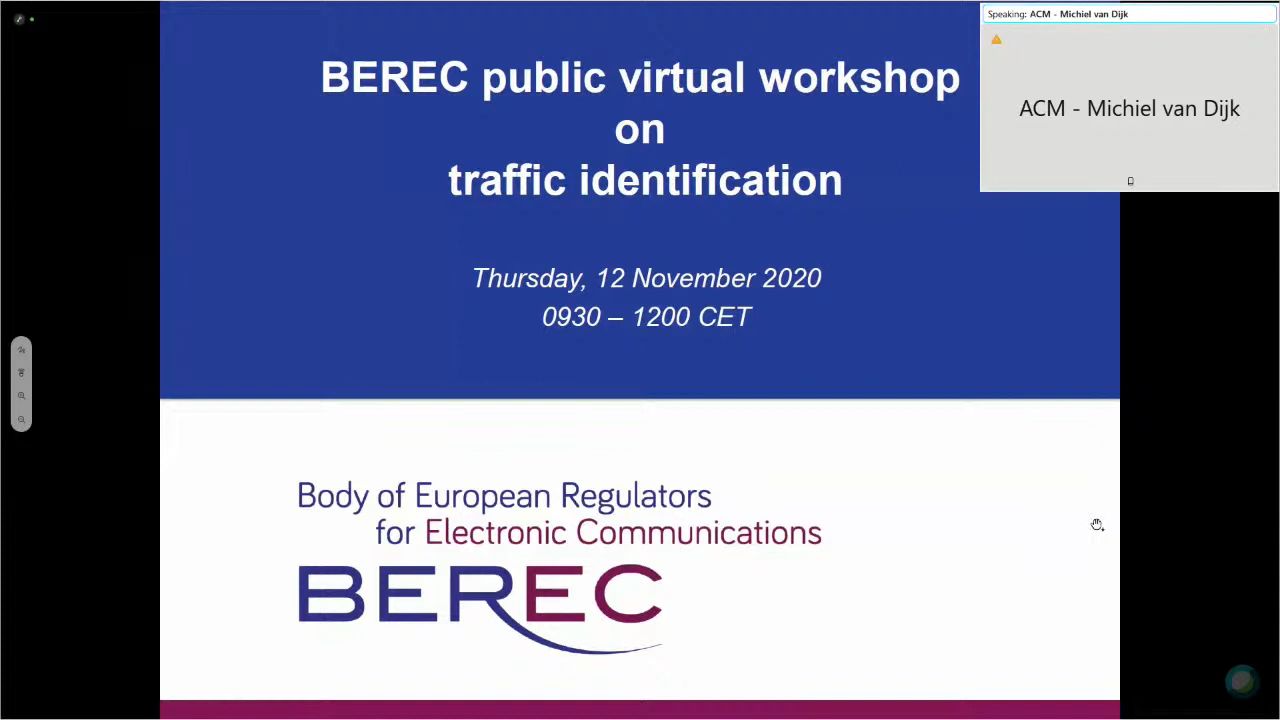 Speaking: ACM - Michiel van Dijk
ACM - Michiel van Dijk
BEREC public virtual workshop
on
traffic identification
Thursday, 12 November 2020
0930 – 1200 CET
Body of European Regulators
for Electronic Communications
BEREC